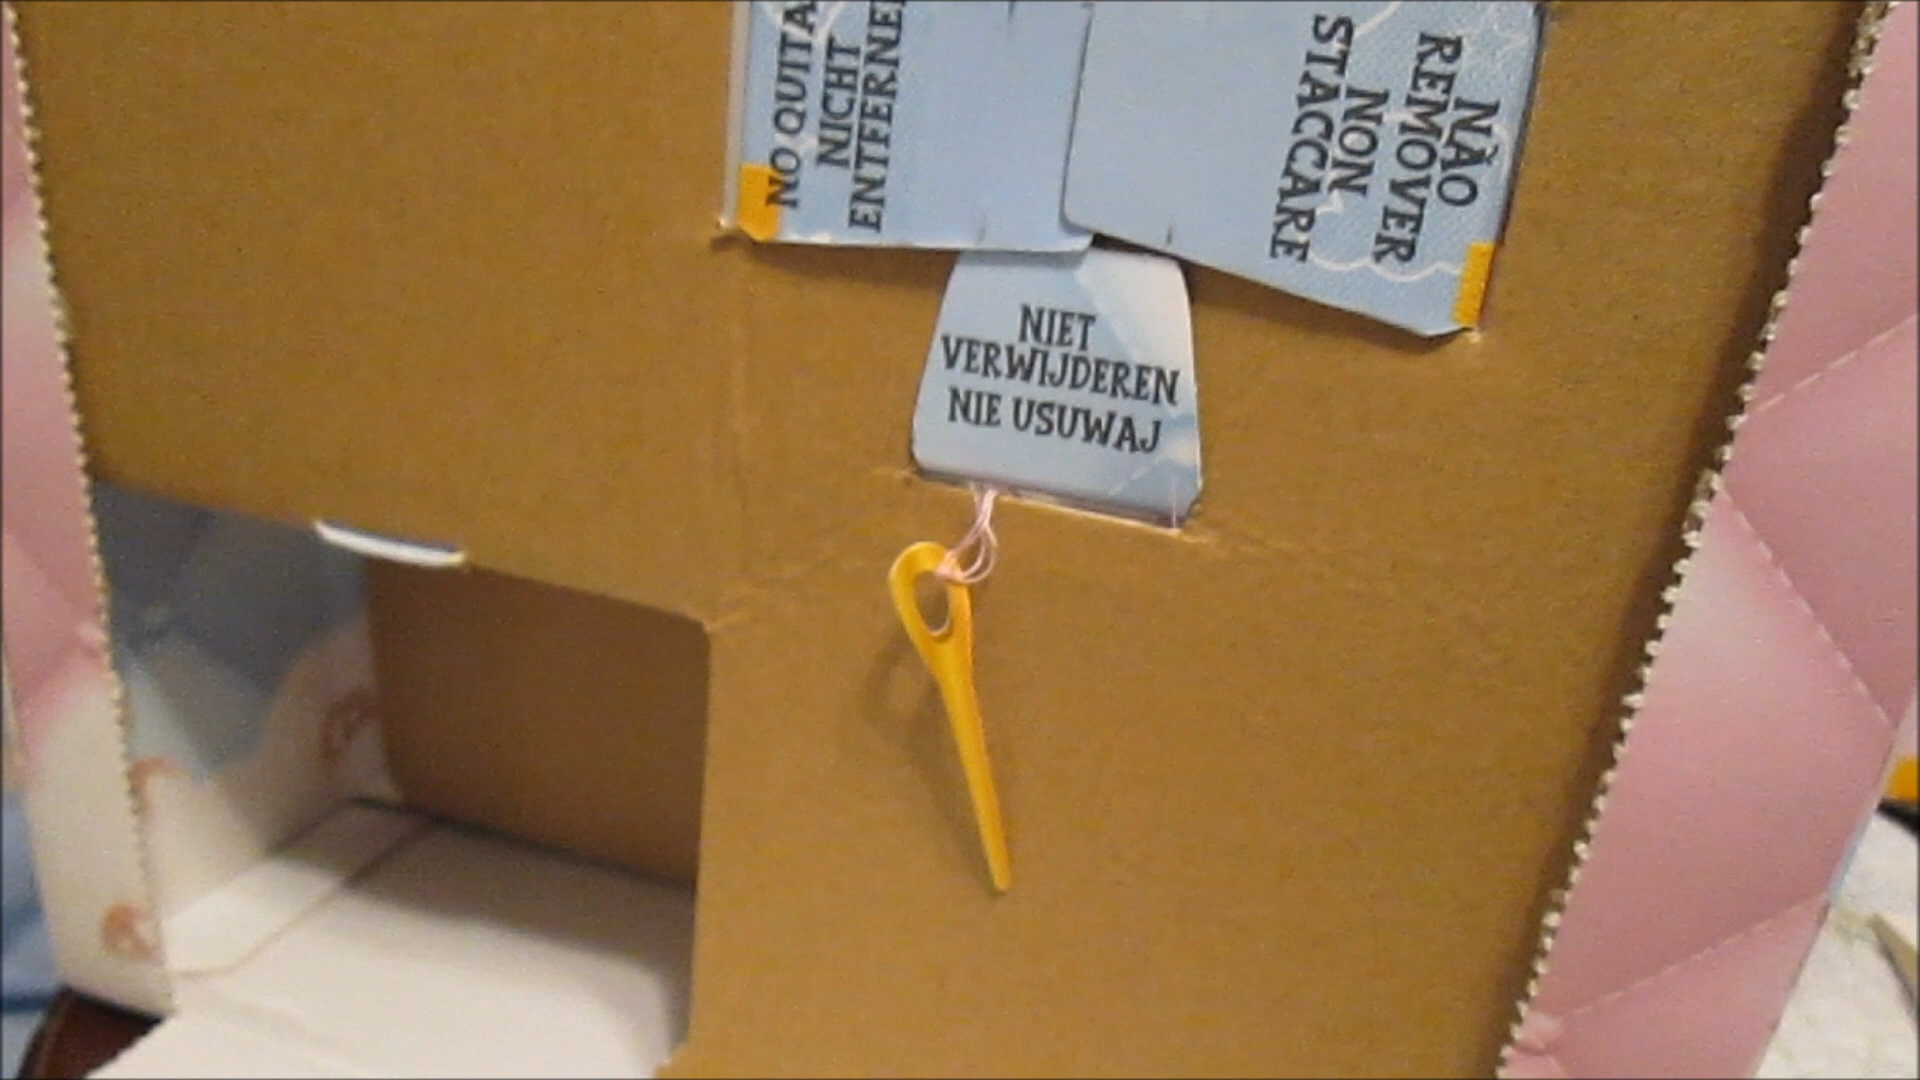 NO QUITA
NICHT
ENTFERNE
NÃO
REMOVER
NON
STACCARE
NIET
VERWIJDEREN
NIE USUWAJ